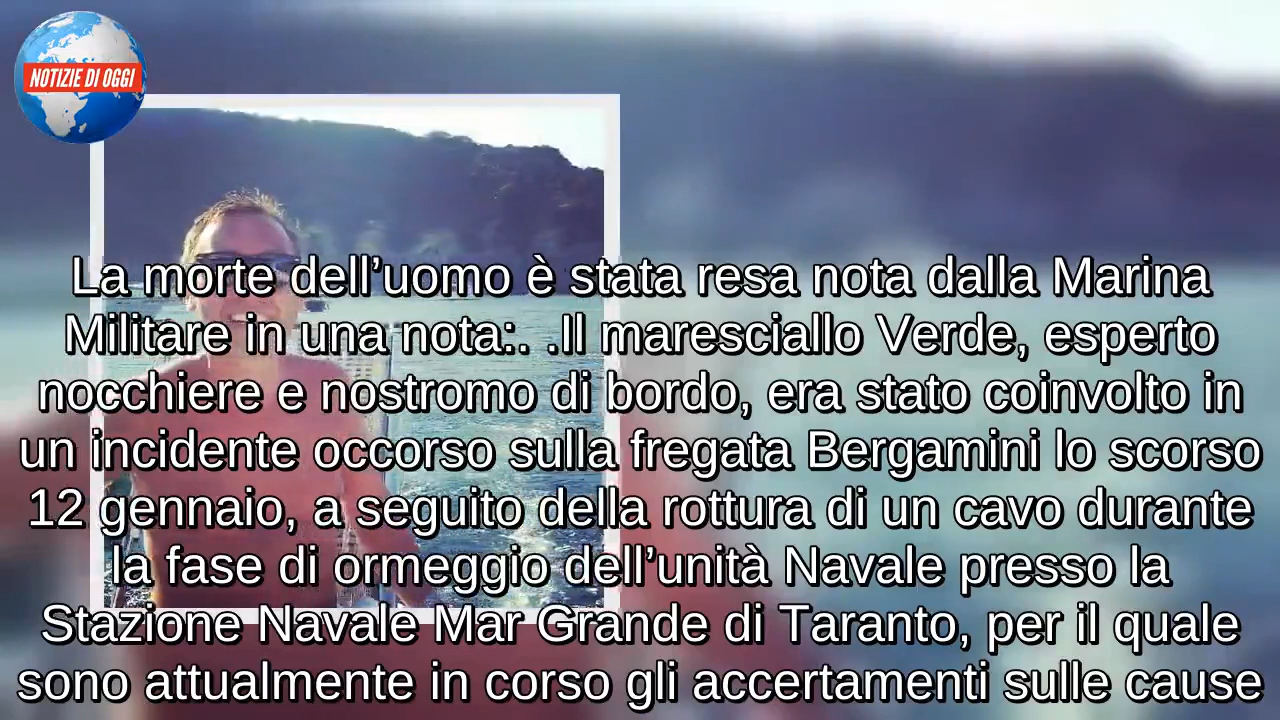 NOTIZIE DI OGGI
La morte dell’uomo è stata resa nota dalla Marina
Militare in una nota:. .Il maresciallo Verde, esperto
nocchiere e nostromo di bordo, era stato coinvolto in
un incidente occorso sulla fregata Bergamini lo scorso
12 gennaio, a seguito della rottura di un cavo durante
la fase di ormeggio dell’unità Navale presso la
Stazione Navale Mar Grande di Taranto, per il quale
sono attualmente in corso gli accertamenti sulle cause